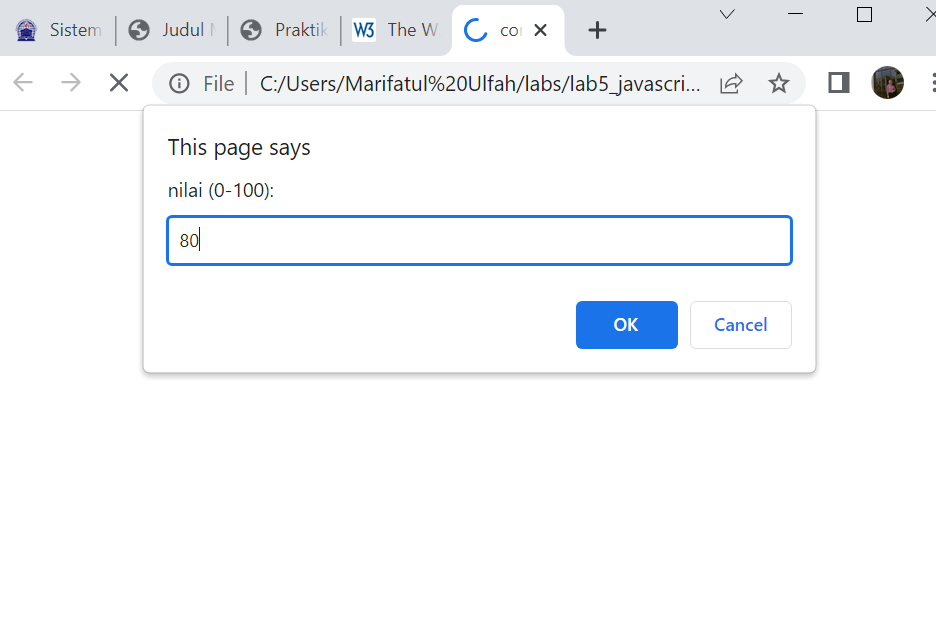 Sistem
Judul
Praktik
W3 The W
co
File C:/Users/Marifatul%20Ulfah/labs/lab5_javascri...
This page says
nilai (0-100):
80
OK Cancel